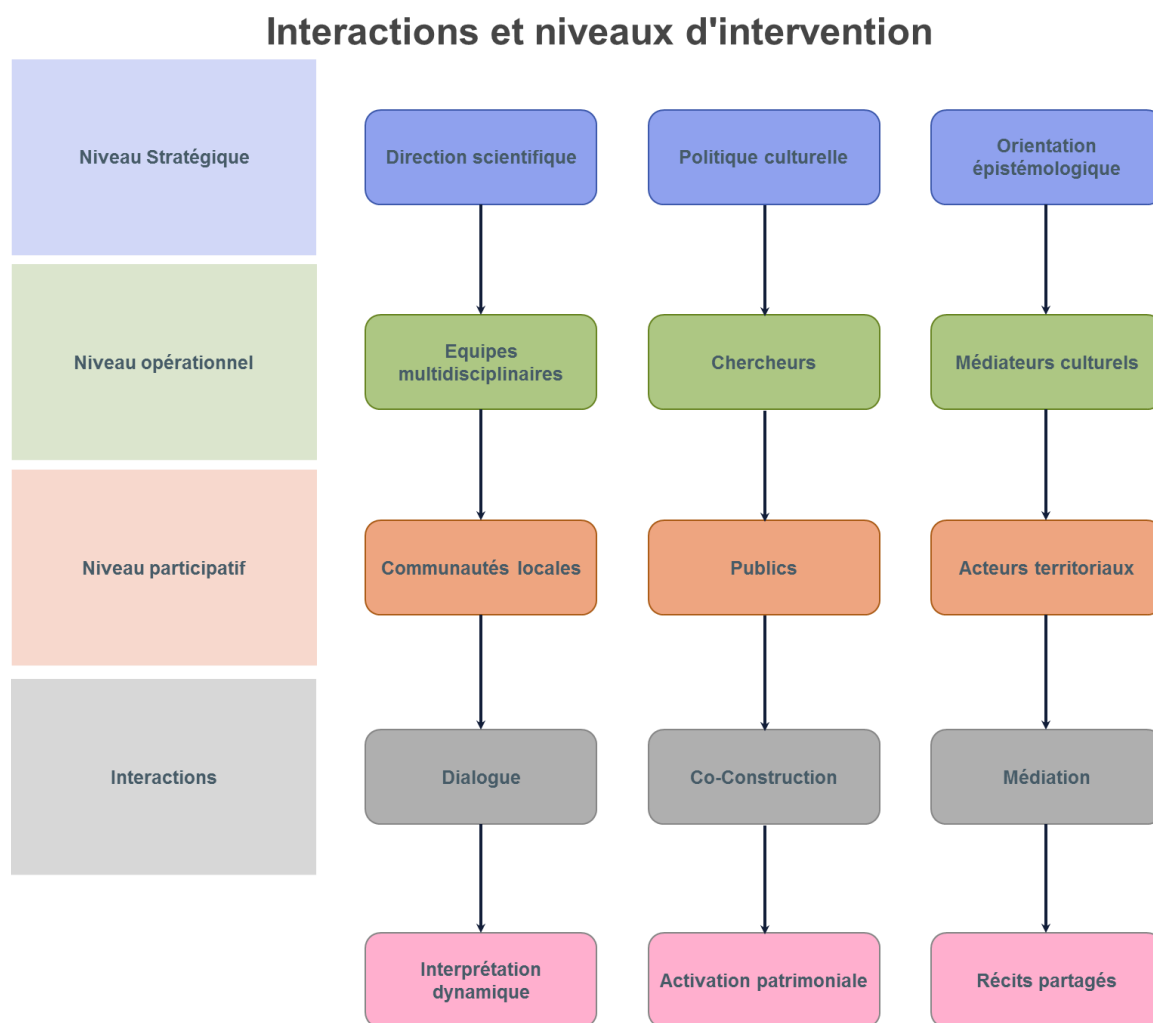 Interactions et niveaux d'intervention
Niveau Stratégique
Direction scientifique
Politique culturelle
Orientation
épistémologique
Niveau opérationnel
Equipes
multidisciplinaires
Chercheurs
Médiateurs culturels
Niveau participatif
Communautés locales
Publics
Acteurs territoriaux
Interactions
Dialogue
Co-Construction
Médiation
Interprétation
dynamique
Activation patrimoniale
Récits partagés